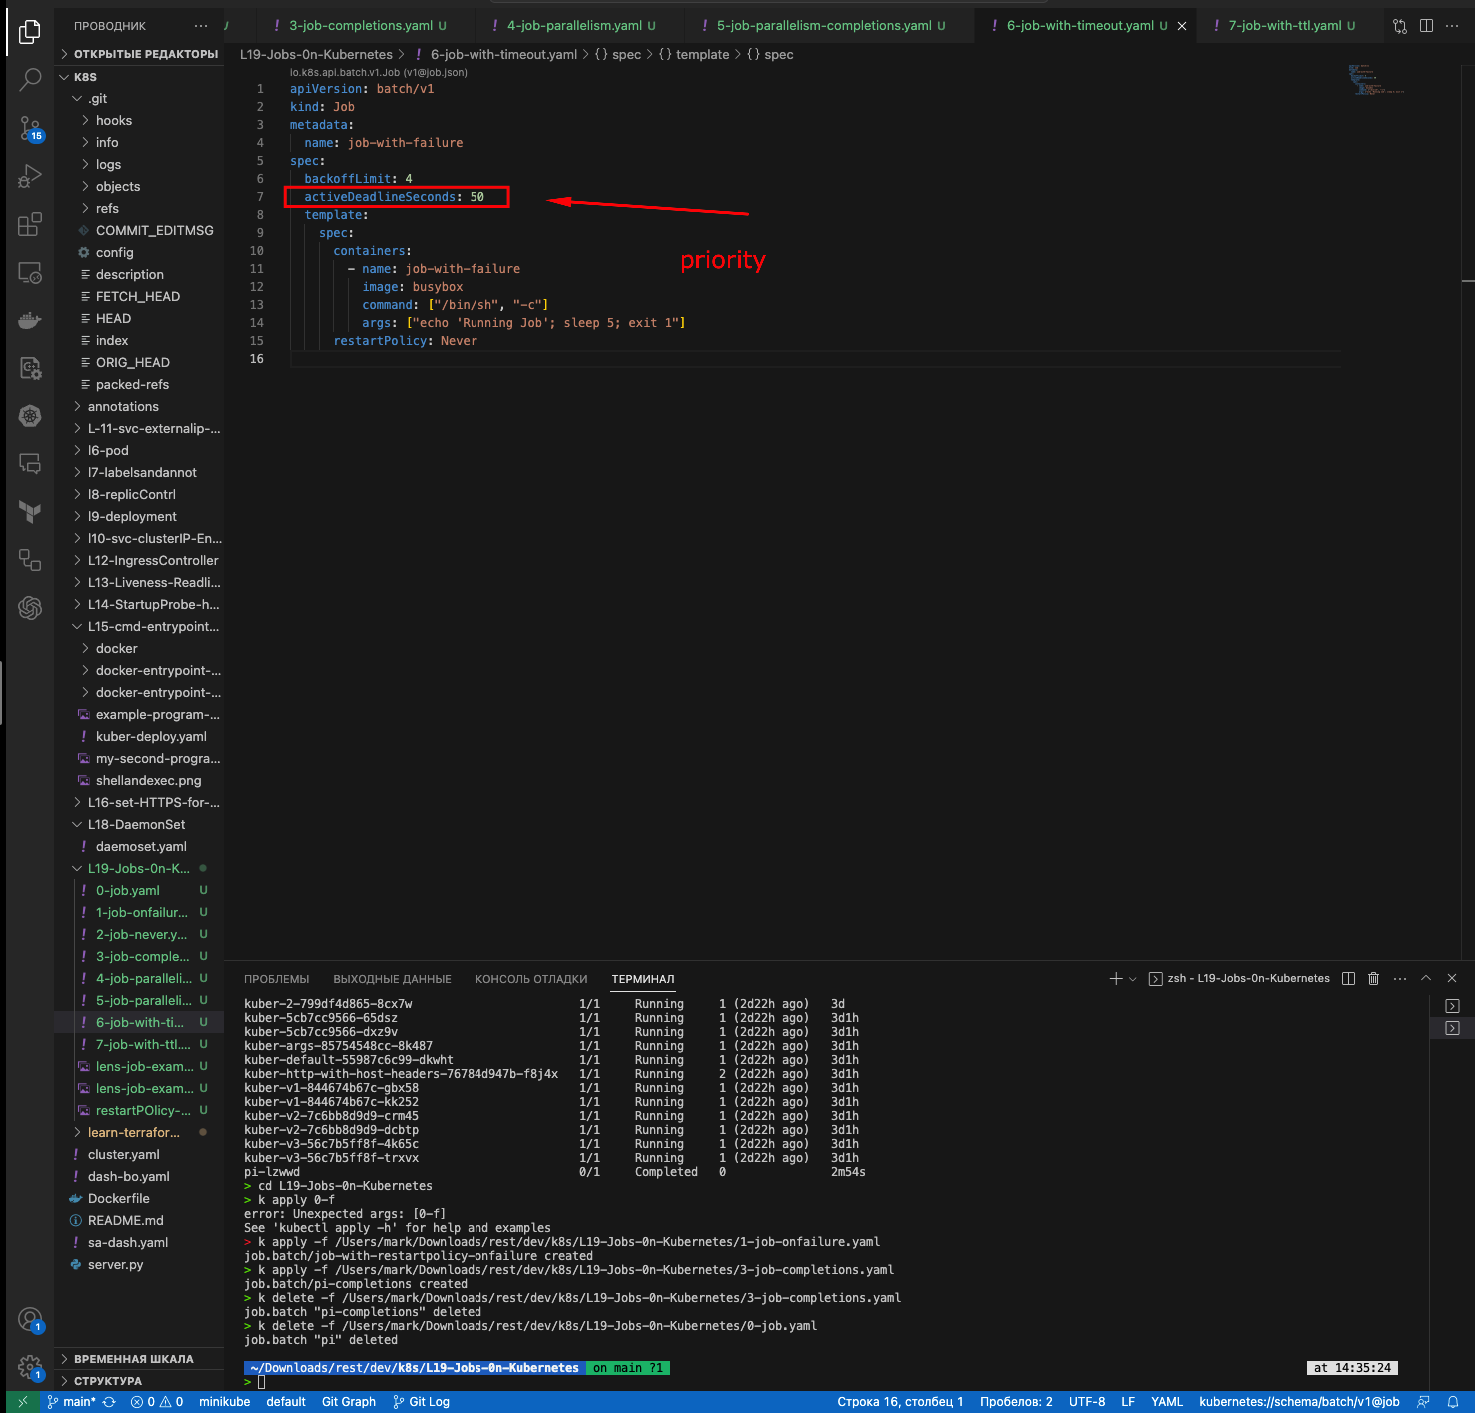 ПРОВОДНИК
3-job-completions.yaml U
4-job-parallelism.yaml U
5-job-parallelism-completions.yaml U
6-job-with-timeout.yaml U
7-job-with-ttl.yaml U
ОТКРЫТЫЕ РЕДАКТОРЫ
L19-Jobs-0n-Kubernetes > ! 6-job-with-timeout.yaml > {} spec > {} template > {} spec
K8S
.git
hooks
info
logs
objects
refs
COMMIT_EDITMSG
config
description
FETCH_HEAD
HEAD
index
ORIG_HEAD
packed-refs
annotations
L-11-svc-externalip-...
l6-pod
l7-labelsandannot
l8-replicContrl
l9-deployment
l10-svc-clusterIP-En...
L12-IngressController
L13-Liveness-Readli...
L14-StartupProbe-h...
L15-cmd-entrypoint...
docker
docker-entrypoint-...
docker-entrypoint-...
example-program-...
kuber-deploy.yaml
my-second-progra...
shellandexec.png
L16-set-HTTPS-for-...
L18-DaemonSet
daemoset.yaml
L19-Jobs-0n-K...
0-job.yaml U
1-job-onfailur... U
2-job-never.y... U
3-job-comple... U
4-job-paralleli... U
5-job-paralleli... U
6-job-with-ti... U
7-job-with-ttl.... U
lens-job-exam... U
lens-job-exam... U
restartPOlicy-... U
learn-terrafor...
cluster.yaml
dash-bo.yaml
Dockerfile
README.md
sa-dash.yaml
server.py
ВРЕМЕННАЯ ШКАЛА
СТРУКТУРА
15
1
1
io.k8s.api.batch.v1.Job (v1@job.json)
1 apiVersion: batch/v1
2 kind: Job
3 metadata:
4 name: job-with-failure
5 spec:
6 backoffLimit: 4
7 activeDeadlineSeconds: 50
8 template:
9 spec:
10 containers:
11 - name: job-with-failure
12 image: busybox
13 command: ["/bin/sh", "-c"]
14 args: ["echo 'Running Job'; sleep 5; exit 1"]
15 restartPolicy: Never
16
priority
ПРОБЛЕМЫ ВЫХОДНЫЕ ДАННЫЕ КОНСОЛЬ ОТЛАДКИ ТЕРМИНАЛ
zsh - L19-Jobs-0n-Kubernetes
kuber-2-799df4d865-8cx7w 1/1 Running 1 (2d22h ago) 3d
kuber-5cb7cc9566-65dsz 1/1 Running 1 (2d22h ago) 3d1h
kuber-5cb7cc9566-dxz9v 1/1 Running 1 (2d22h ago) 3d1h
kuber-args-85754548cc-8k487 1/1 Running 1 (2d22h ago) 3d1h
kuber-default-55987c6c99-dkwht 1/1 Running 1 (2d22h ago) 3d1h
kuber-http-with-host-headers-76784d947b-f8j4x 1/1 Running 2 (2d22h ago) 3d1h
kuber-v1-844674b67c-gbx58 1/1 Running 1 (2d22h ago) 3d1h
kuber-v1-844674b67c-kk252 1/1 Running 1 (2d22h ago) 3d1h
kuber-v2-7c6bb8d9d9-crm45 1/1 Running 1 (2d22h ago) 3d1h
kuber-v2-7c6bb8d9d9-dcbtp 1/1 Running 1 (2d22h ago) 3d1h
kuber-v3-56c7b5ff8f-4k65c 1/1 Running 1 (2d22h ago) 3d1h
kuber-v3-56c7b5ff8f-trxvx 1/1 Running 1 (2d22h ago) 3d1h
pi-lzwwd 0/1 Completed 0 2m54s
> cd L19-Jobs-0n-Kubernetes
> k apply 0-f
error: Unexpected args: [0-f]
See 'kubectl apply -h' for help and examples
> k apply -f /Users/mark/Downloads/rest/dev/k8s/L19-Jobs-0n-Kubernetes/1-job-onfailure.yaml
job.batch/job-with-restartpolicy-onfailure created
> k apply -f /Users/mark/Downloads/rest/dev/k8s/L19-Jobs-0n-Kubernetes/3-job-completions.yaml
job.batch/pi-completions created
> k delete -f /Users/mark/Downloads/rest/dev/k8s/L19-Jobs-0n-Kubernetes/3-job-completions.yaml
job.batch "pi-completions" deleted
> k delete -f /Users/mark/Downloads/rest/dev/k8s/L19-Jobs-0n-Kubernetes/0-job.yaml
job.batch "pi" deleted
~/Downloads/rest/dev/k8s/L19-Jobs-0n-Kubernetes on main ?1 at 14:35:24
>
main* 0 0 minikube default Git Graph Git Log Строка 16, столбец 1 Пробелов: 2 UTF-8 LF YAML kubernetes://schema/batch/v1@job